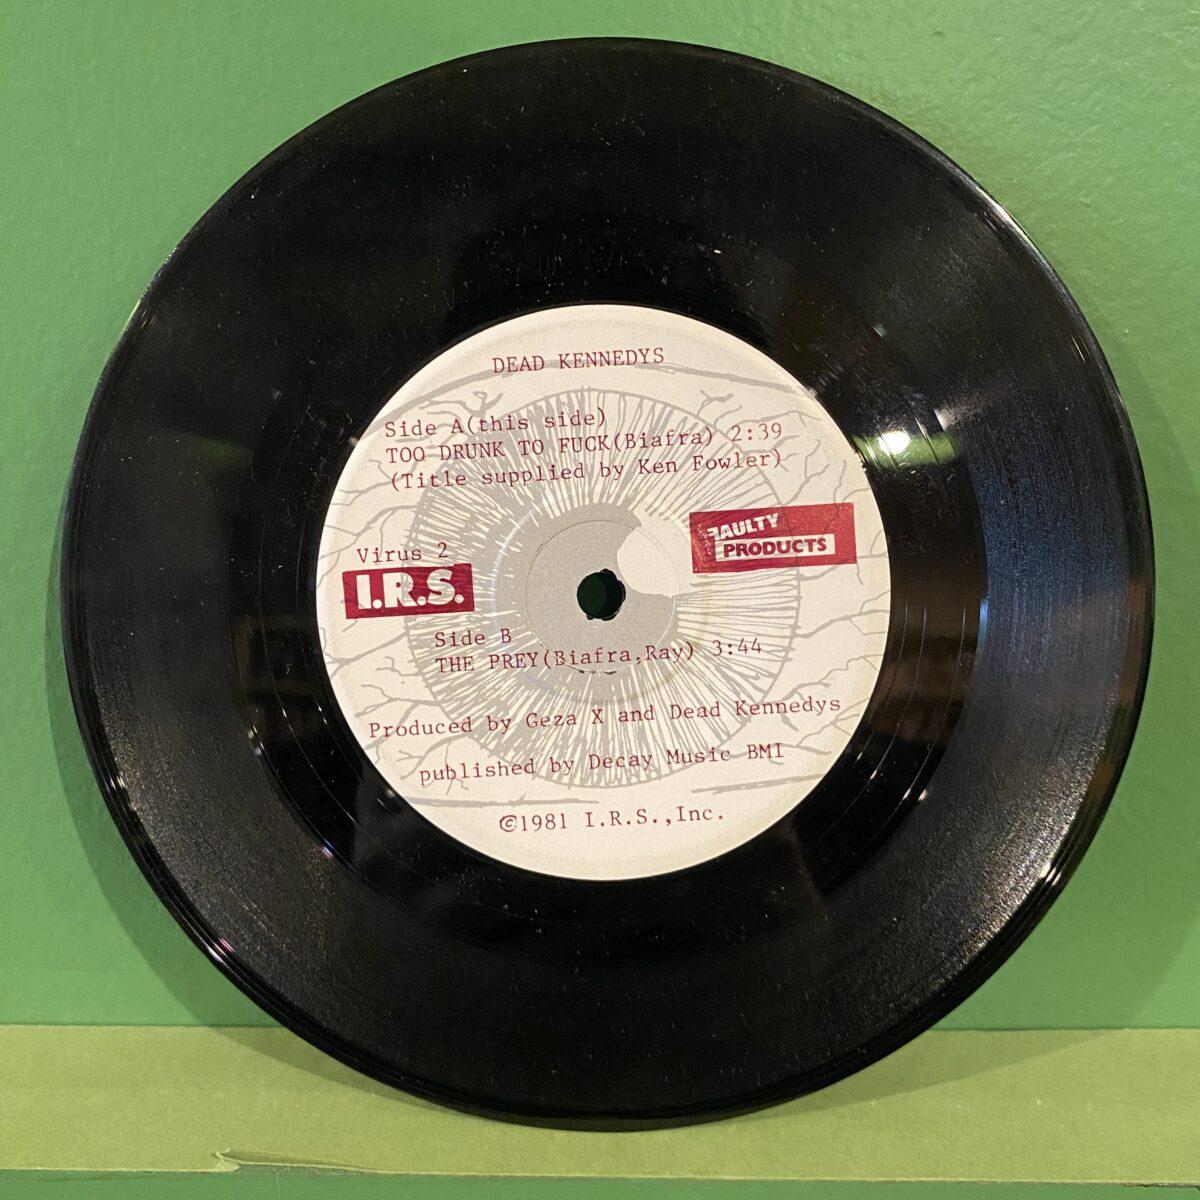 DEAD KENNEDYS
Side A(this side)
TOO DRUNK TO FUCK(Biafra) 2:39
(Title supplied by Ken Fowler)
Virus 2
I.R.S.
FAULTY
PRODUCTS
Side B
THE PREY(Biafra,Ray) 3:44
Produced by Geza X and Dead Kennedys
published by Decay Music BMI
©1981 I.R.S.,Inc.